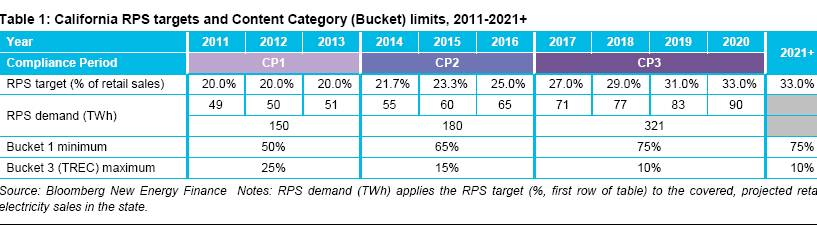 Table 1: California RPS targets and Content Category (Bucket) limits, 2011-2021+
Year 2011 2012 2013 2014 2015 2016 2017 2018 2019 2020 2021+
Compliance Period CP1 CP2 CP3
RPS target (% of retail sales) 20.0% 20.0% 20.0% 21.7% 23.3% 25.0% 27.0% 29.0% 31.0% 33.0% 33.0%
RPS demand (TWh) 49 50 51 55 60 65 71 77 83 90
150 180 321
Bucket 1 minimum 50% 65% 75% 75%
Bucket 3 (TREC) maximum 25% 15% 10% 10%
Source: Bloomberg New Energy Finance Notes: RPS demand (TWh) applies the RPS target (%, first row of table) to the covered, projected reta
electricity sales in the state.